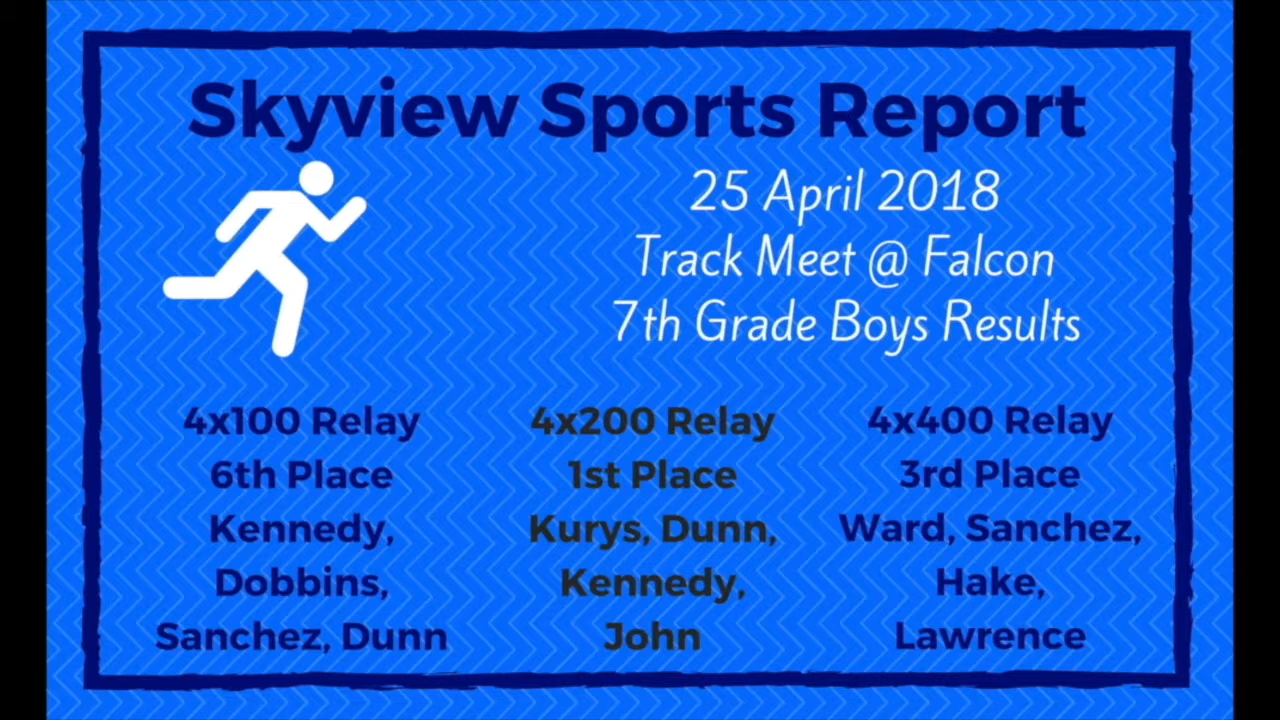 Skyview Sports Report
25 April 2018
Track Meet @ Falcon
7th Grade Boys Results
4x100 Relay
6th Place
Kennedy,
Dobbins,
Sanchez, Dunn
4x200 Relay
1st Place
Kurys, Dunn,
Kennedy,
John
4x400 Relay
3rd Place
Ward, Sanchez,
Hake,
Lawrence